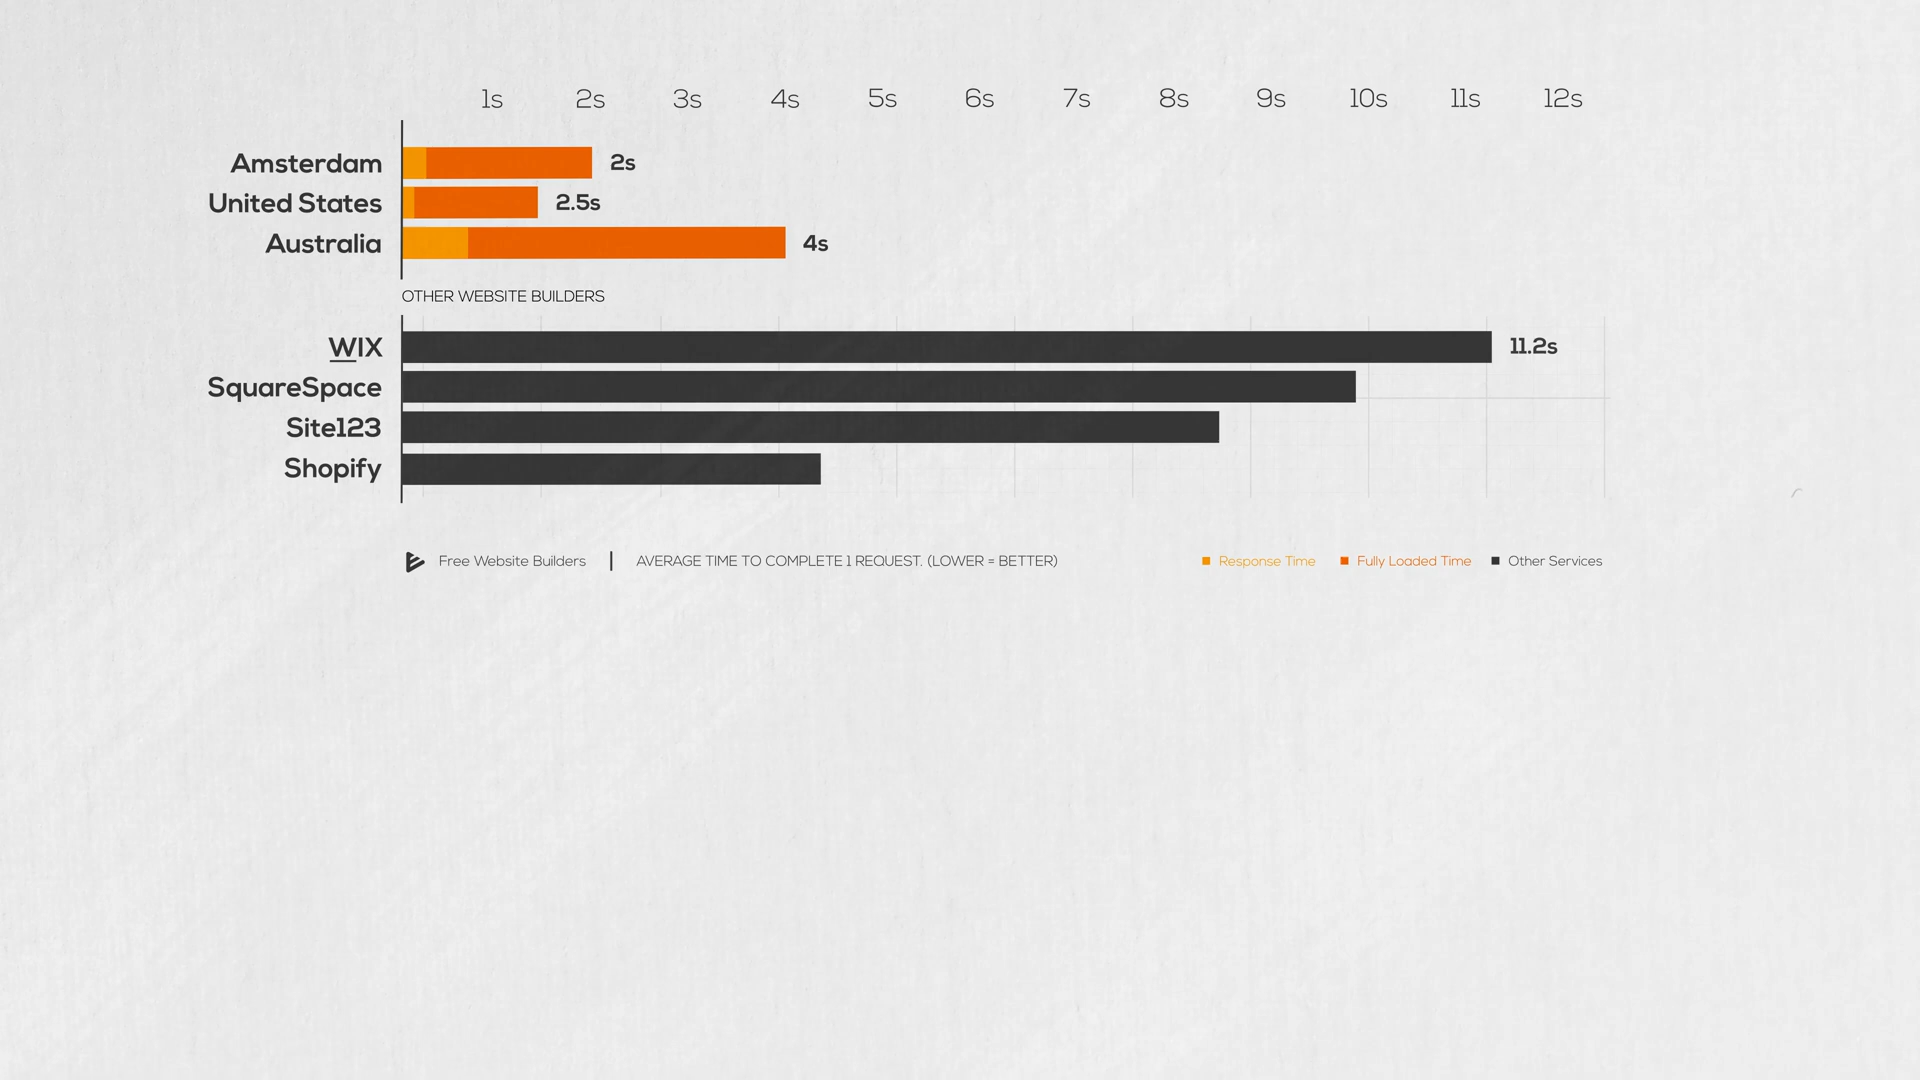 1s 2s 3s 4s 5s 6s 7s 8s 9s 10s 11s 12s
Amsterdam 2s
United States 2.5s
Australia 4s
OTHER WEBSITE BUILDERS
WIX 11.2s
SquareSpace
Site123
Shopify
Free Website Builders | AVERAGE TIME TO COMPLETE 1 REQUEST. (LOWER = BETTER) Response Time Fully Loaded Time Other Services